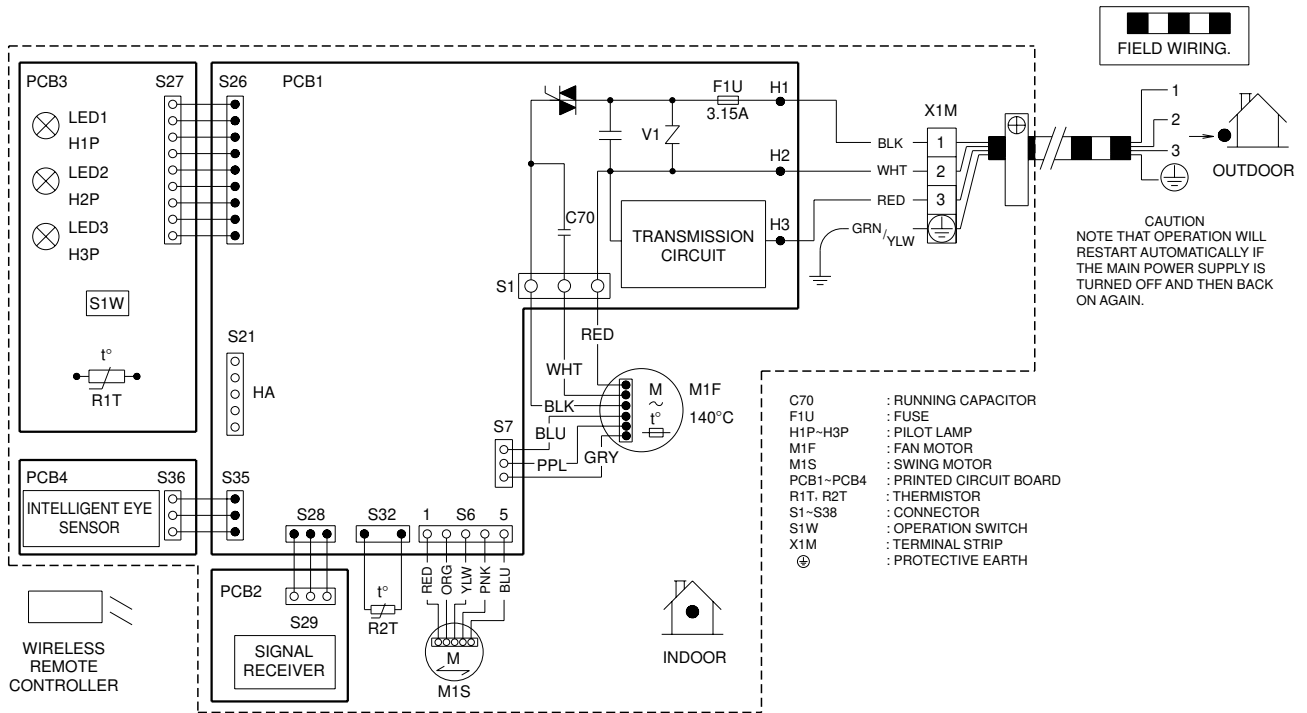 FIELD WIRING.
PCB3
S27
S26
PCB1
LED1
H1P
LED2
H2P
LED3
H3P
S1W
t°
R1T
S21
HA
F1U
3.15A
V1
H1
H2
H3
C70
TRANSMISSION
CIRCUIT
S1
X1M
BLK
1
WHT
2
RED
3
GRN/YLW
1
2
3
OUTDOOR
CAUTION
NOTE THAT OPERATION WILL
RESTART AUTOMATICALLY IF
THE MAIN POWER SUPPLY IS
TURNED OFF AND THEN BACK
ON AGAIN.
RED
WHT
BLK
BLU
PPL
GRY
S7
M
~
t°
M1F
140°C
PCB4
S36
S35
INTELLIGENT EYE
SENSOR
S28
S32
1
S6
5
RED
ORG
YLW
PNK
BLU
PCB2
S29
SIGNAL
RECEIVER
t°
R2T
M
M1S
INDOOR
WIRELESS
REMOTE
CONTROLLER
C70 : RUNNING CAPACITOR
F1U : FUSE
H1P~H3P : PILOT LAMP
M1F : FAN MOTOR
M1S : SWING MOTOR
PCB1~PCB4 : PRINTED CIRCUIT BOARD
R1T, R2T : THERMISTOR
S1~S38 : CONNECTOR
S1W : OPERATION SWITCH
X1M : TERMINAL STRIP
: PROTECTIVE EARTH